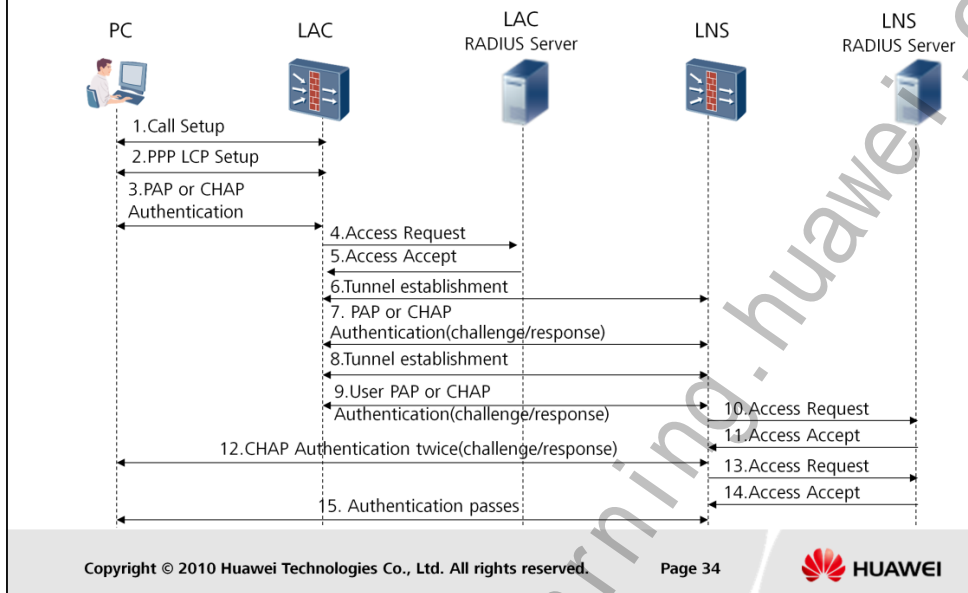 PC
LAC
LAC
RADIUS Server
LNS
LNS
RADIUS Server
1.Call Setup
2.PPP LCP Setup
3.PAP or CHAP
Authentication
4.Access Request
5.Access Accept
6.Tunnel establishment
7. PAP or CHAP
Authentication(challenge/response)
8.Tunnel establishment
9.User PAP or CHAP
Authentication(challenge/response)
10.Access Request
11.Access Accept
12.CHAP Authentication twice(challenge/response)
13.Access Request
14.Access Accept
15. Authentication passes
Copyright © 2010 Huawei Technologies Co., Ltd. All rights reserved.
Page 34
HUAWEI
rning.huawei.